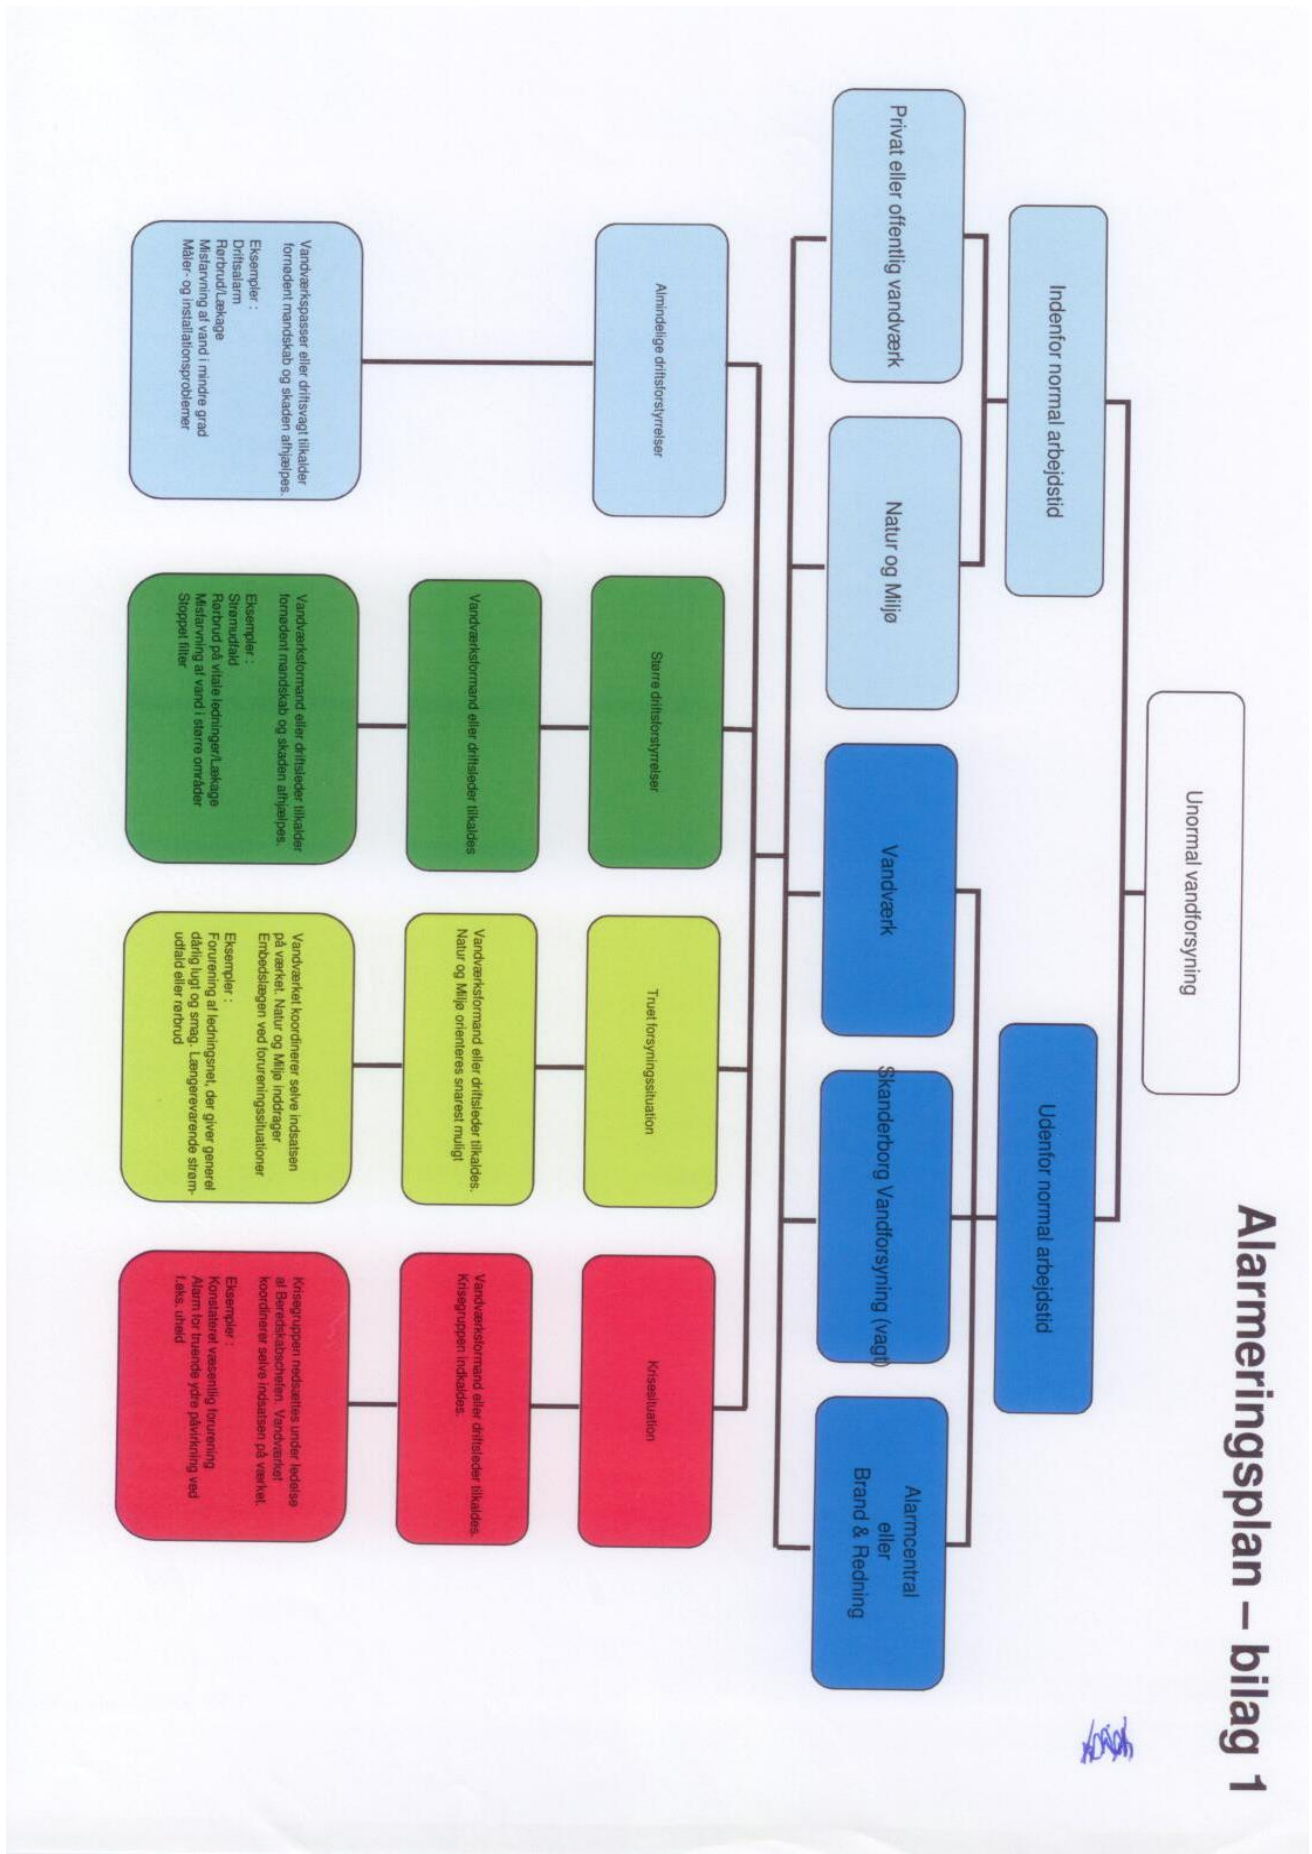 Alarmeringsplan – bilag 1
Unormal vandforsyning
Indenfor normal arbejdstid
Udenfor normal arbejdstid
Privat eller offentlig vandværk
Natur og Miljø
Vandværk
Skanderborg Vandforsyning (vagt)
Alarmcentral
eller
Brand & Redning
Almindelige driftsforstyrrelser
Større driftsforstyrrelser
Truet forsyningssituation
Krisesituation
Vandværksformand eller driftsleder tilkaldes
Vandværksformand eller driftsleder tilkaldes.
Natur og Miljø orienteres snarest muligt
Vandværksformand eller driftsleder tilkaldes.
Krisegruppen indkaldes.
Vandværkspasser eller driftsvagt tilkalder
fornødent mandskab og skaden afhjælpes.
Eksempler :
Driftsalarm
Rørbrud/Lækage
Misfarvning af vand i mindre grad
Måler- og installationsproblemer
Vandværksformand eller driftsleder tilkalder
fornødent mandskab og skaden afhjælpes.
Eksempler :
Strømudfald
Rørbrud på vitale ledninger/Lækage
Misfarvning af vand i større områder
Stoppet filter
Vandværket koordinerer selve indsatsen
på værket. Natur og Miljø inddrager
Embedslægen ved forureningssituationer
Eksempler :
Forurening af ledningsnet, der giver generel
dårlig lugt og smag. Længerevarende strøm-
udfald eller rørbrud
Krisegruppen nedsættes under ledelse
af Beredskabschefen. Vandværket
koordinerer selve indsatsen på værket.
Eksempler :
Konstateret væsentlig forurening
Alarm for truende ydre påvirkning ved
f.eks. uheld